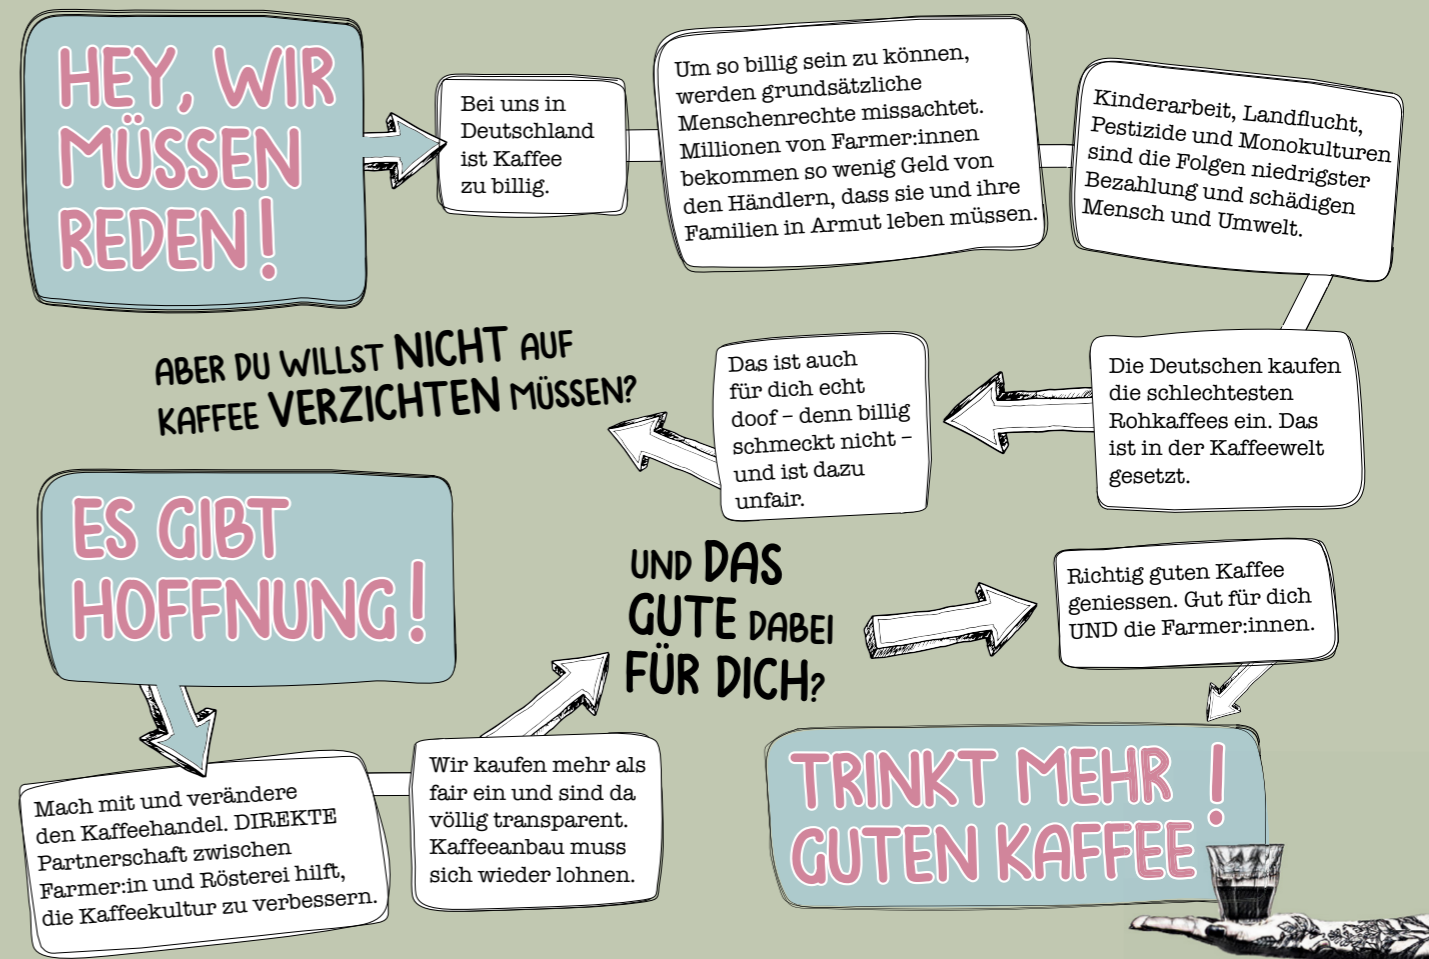 HEY, WIR
MÜSSEN
REDEN!
Bei uns in
Deutschland
ist Kaffee
zu billig.
Um so billig sein zu können,
werden grundsätzliche
Menschenrechte missachtet.
Millionen von Farmer:innen
bekommen so wenig Geld von
den Händlern, dass sie und ihre
Familien in Armut leben müssen.
Kinderarbeit, Landflucht,
Pestizide und Monokulturen
sind die Folgen niedrigster
Bezahlung und schädigen
Mensch und Umwelt.
Die Deutschen kaufen
die schlechtesten
Rohkaffees ein. Das
ist in der Kaffeewelt
gesetzt.
Das ist auch
für dich echt
doof – denn billig
schmeckt nicht –
und ist dazu
unfair.
ABER DU WILLST NICHT AUF
KAFFEE VERZICHTEN MÜSSEN?
ES GIBT
HOFFNUNG!
Mach mit und verändere
den Kaffeehandel. DIREKTE
Partnerschaft zwischen
Farmer:in und Rösterei hilft,
die Kaffeekultur zu verbessern.
Wir kaufen mehr als
fair ein und sind da
völlig transparent.
Kaffeeanbau muss
sich wieder lohnen.
UND DAS
GUTE DABEI
FÜR DICH?
Richtig guten Kaffee
geniessen. Gut für dich
UND die Farmer:innen.
TRINKT MEHR
GUTEN KAFFEE!